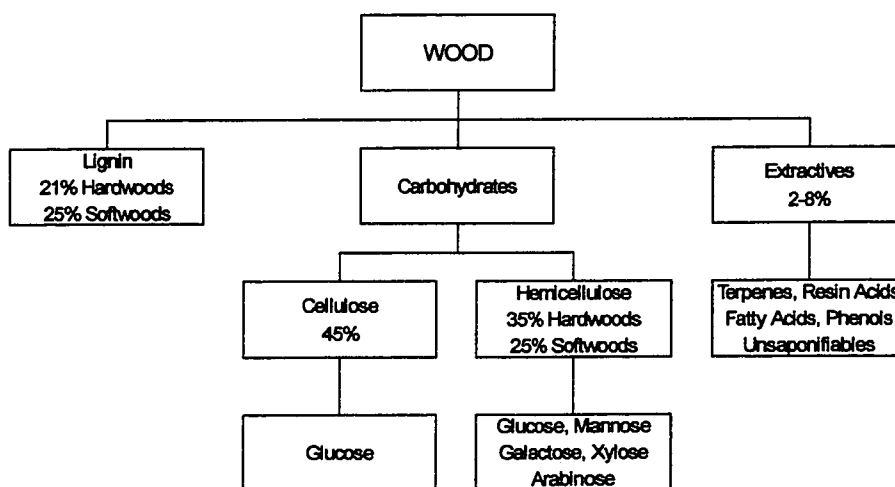 WOOD
Lignin
21% Hardwoods
25% Softwoods
Carbohydrates
Extractives
2-8%
Cellulose
45%
Hemicellulose
35% Hardwoods
25% Softwoods
Terpenes, Resin Acids
Fatty Acids, Phenols
Unsaponifiables
Glucose
Glucose, Mannose
Galactose, Xylose
Arabinose